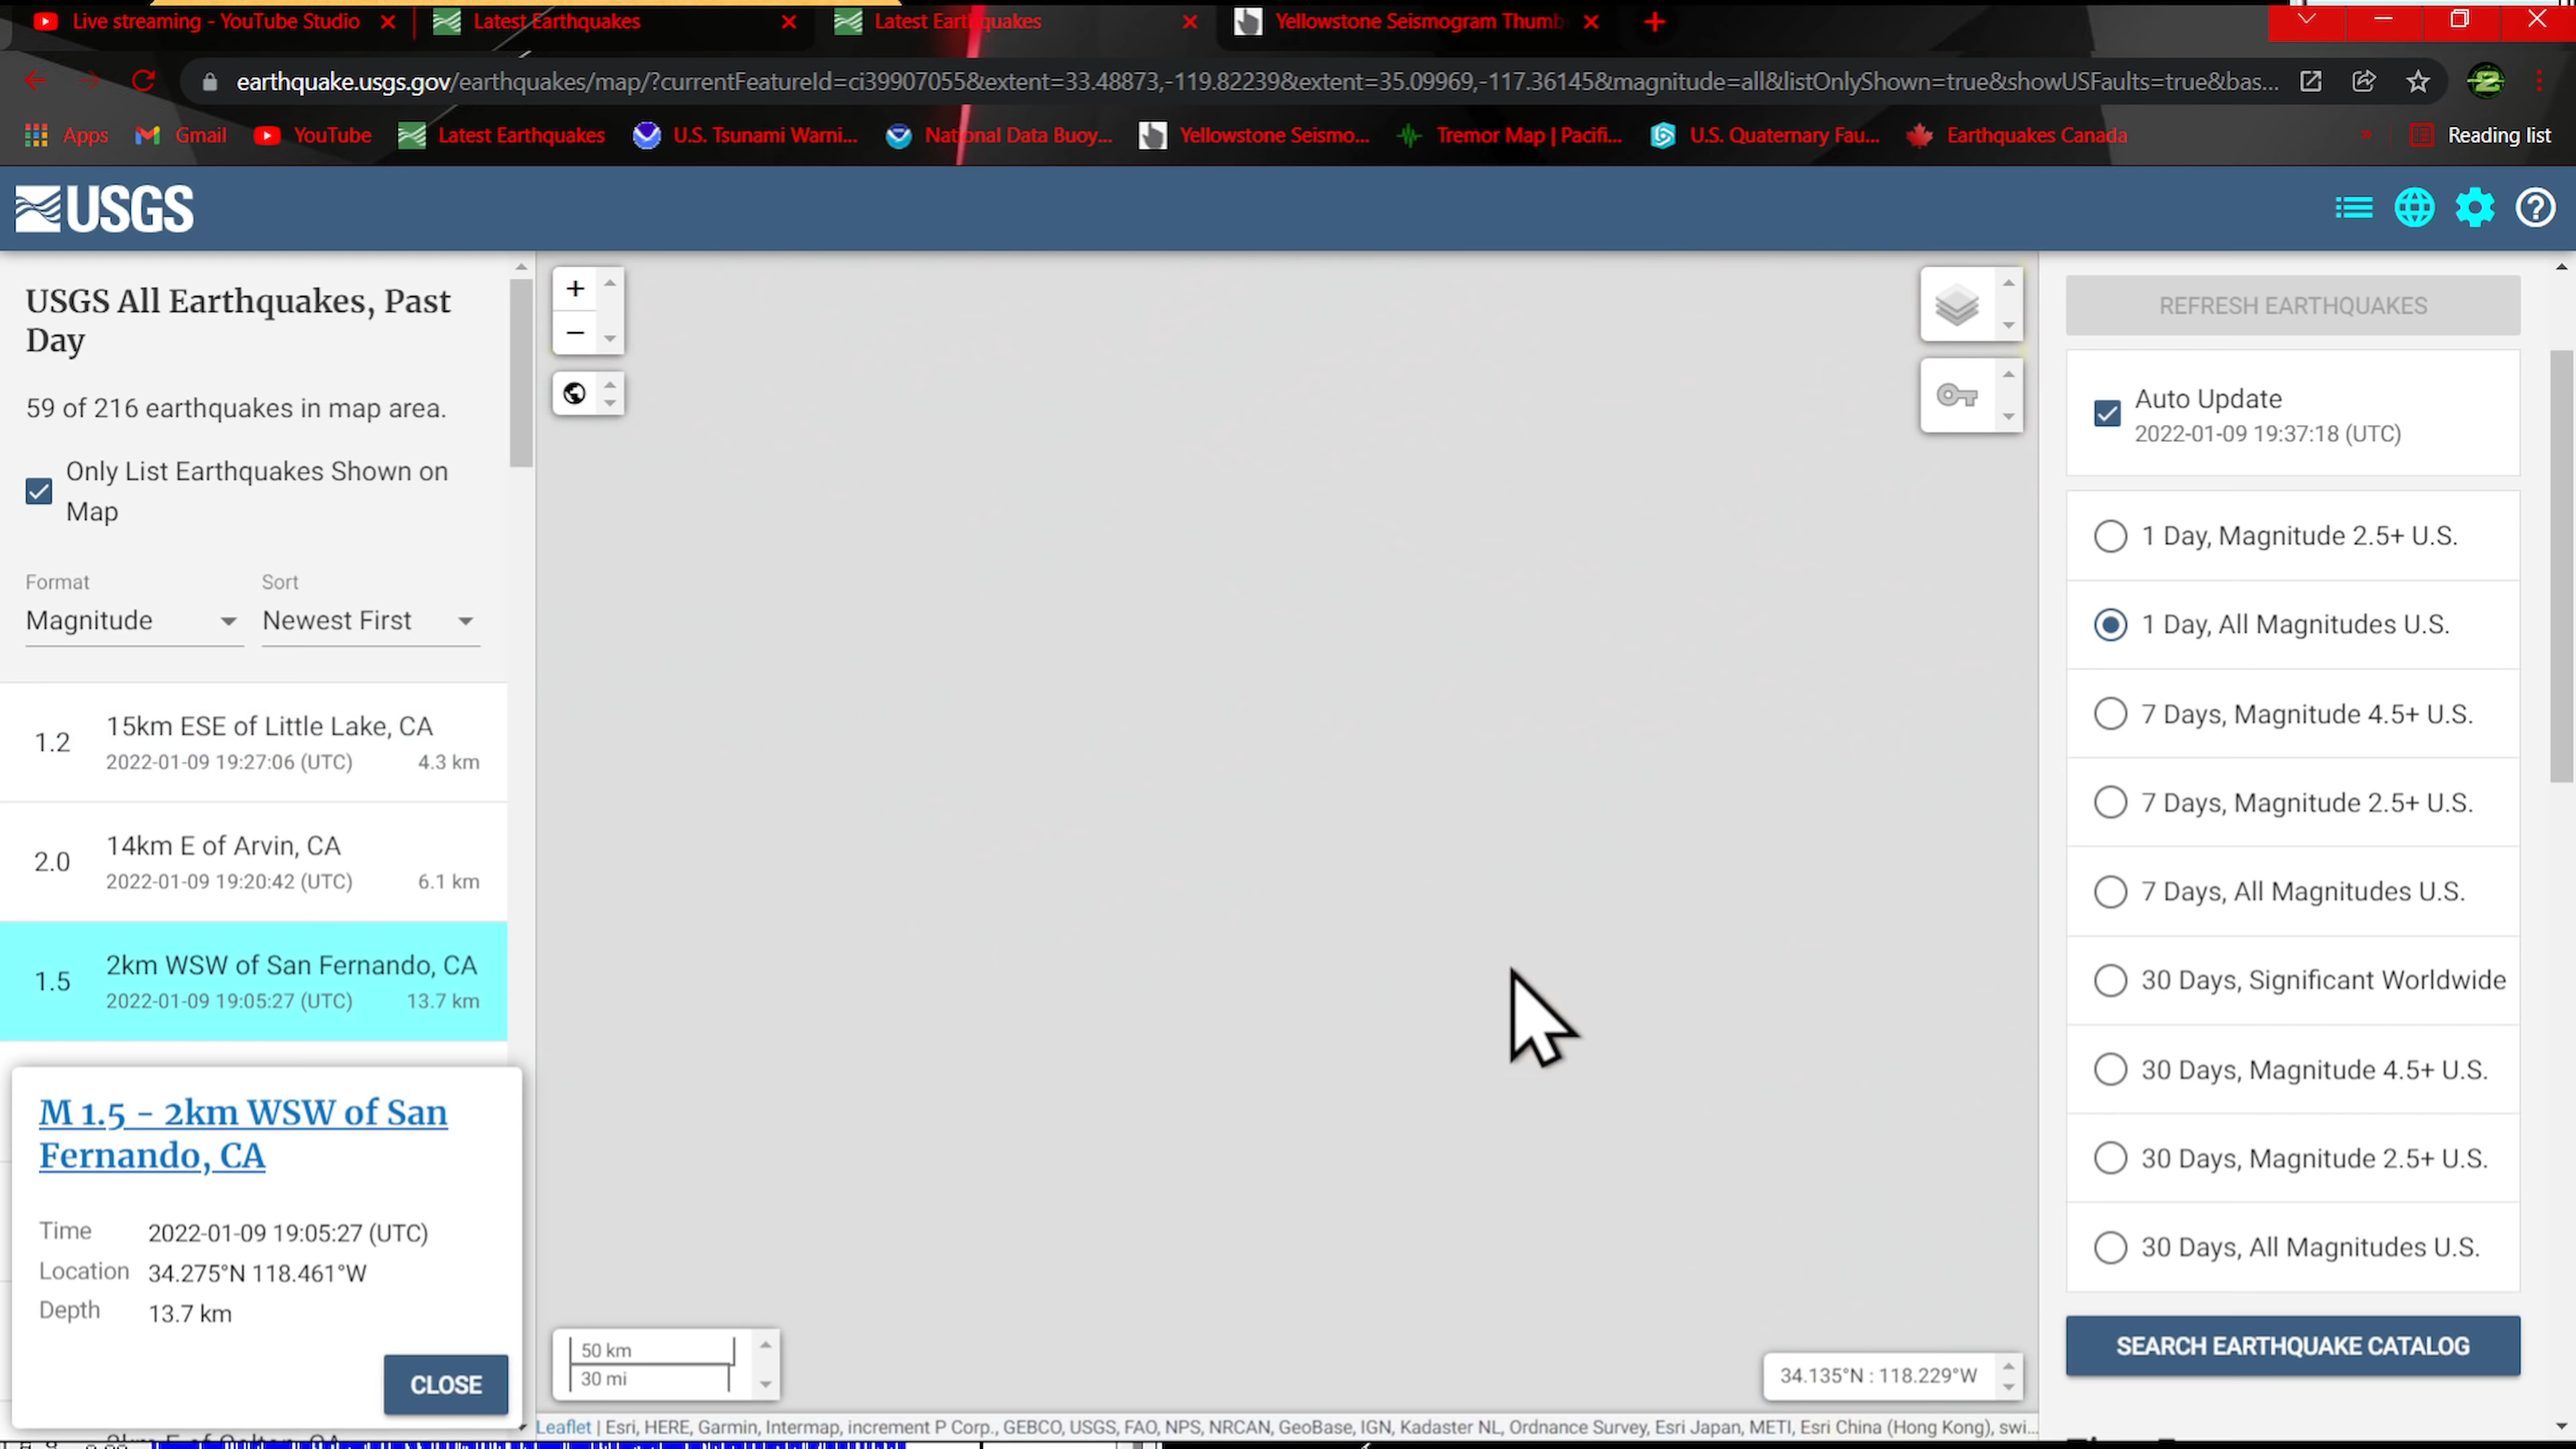 Live streaming - YouTube Studio
Latest Earthquakes
Latest Earthquakes
Yellowstone Seismogram Thumb
earthquake.usgs.gov/earthquakes/map/?currentFeatureId=ci39907055&extent=33.48873,-119.82239&extent=35.09969,-117.36145&magnitude=all&listOnlyShown=true&showUSFaults=true&bas...
Apps
Gmail
YouTube
Latest Earthquakes
U.S. Tsunami Warni...
National Data Buoy...
Yellowstone Seismo...
Tremor Map | Pacifi...
U.S. Quaternary Fau...
Earthquakes Canada
»
Reading list
USGS
USGS All Earthquakes, Past
Day
59 of 216 earthquakes in map area.
Only List Earthquakes Shown on
Map
Format
Magnitude
Sort
Newest First
1.2
15km ESE of Little Lake, CA
2022-01-09 19:27:06 (UTC) 4.3 km
2.0
14km E of Arvin, CA
2022-01-09 19:20:42 (UTC) 6.1 km
1.5
2km WSW of San Fernando, CA
2022-01-09 19:05:27 (UTC) 13.7 km
M 1.5 - 2km WSW of San
Fernando, CA
Time 2022-01-09 19:05:27 (UTC)
Location 34.275°N 118.461°W
Depth 13.7 km
CLOSE
+
−
50 km
30 mi
34.135°N : 118.229°W
Leaflet | Esri, HERE, Garmin, Intermap, increment P Corp., GEBCO, USGS, FAO, NPS, NRCAN, GeoBase, IGN, Kadaster NL, Ordnance Survey, Esri Japan, METI, Esri China (Hong Kong), swi...
REFRESH EARTHQUAKES
Auto Update
2022-01-09 19:37:18 (UTC)
1 Day, Magnitude 2.5+ U.S.
1 Day, All Magnitudes U.S.
7 Days, Magnitude 4.5+ U.S.
7 Days, Magnitude 2.5+ U.S.
7 Days, All Magnitudes U.S.
30 Days, Significant Worldwide
30 Days, Magnitude 4.5+ U.S.
30 Days, Magnitude 2.5+ U.S.
30 Days, All Magnitudes U.S.
SEARCH EARTHQUAKE CATALOG